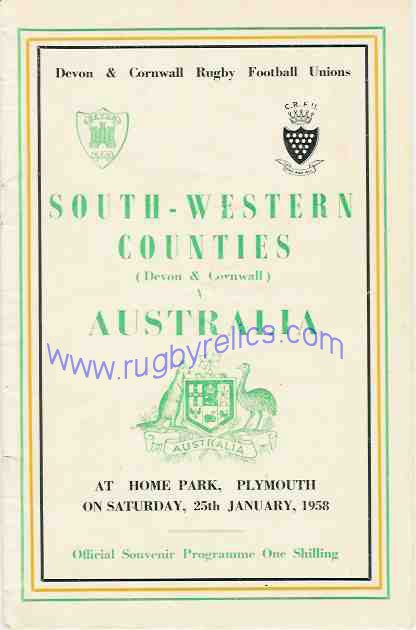 Devon & Cornwall Rugby Football Unions
C.R.F.U.
SOUTH-WESTERN
COUNTIES
(Devon & Cornwall)
V
AUSTRALIA
www.rugbyrelics.com
AUSTRALIA
AT HOME PARK, PLYMOUTH
ON SATURDAY, 25th JANUARY, 1958
Official Souvenir Programme One Shilling